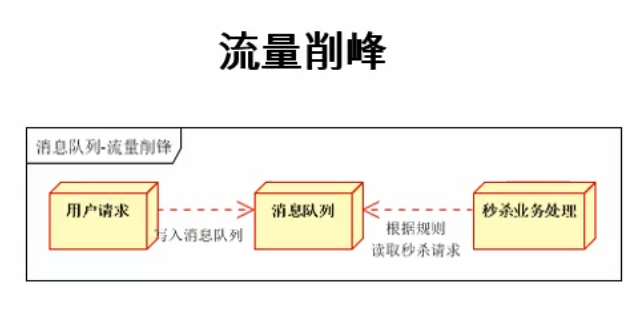 流量削峰
消息队列-流量削锋
用户请求
消息队列
秒杀业务处理
写入消息队列
根据规则
读取秒杀请求